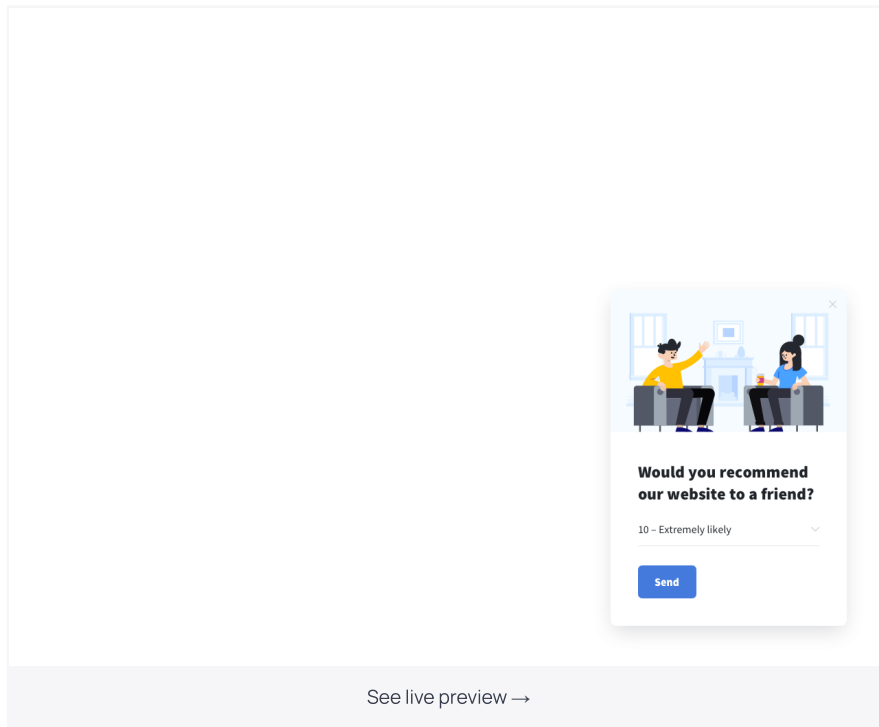 Would you recommend
our website to a friend?
10 – Extremely likely
Send
See live preview →